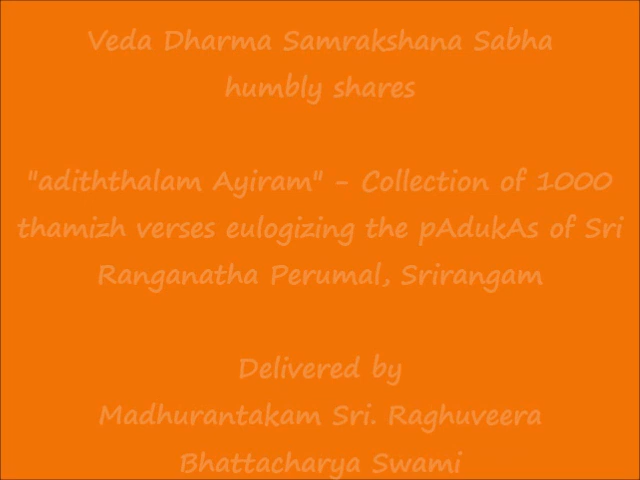 Veda Dharma Samrakshana Sabha
humbly shares
"adiththalam Ayiram" - Collection of 1000
thamizh verses eulogizing the pAdukAs of Sri
Ranganatha Perumal, Srirangam
Delivered by
Madhurantakam Sri. Raghuveera
Bhattacharya Swami